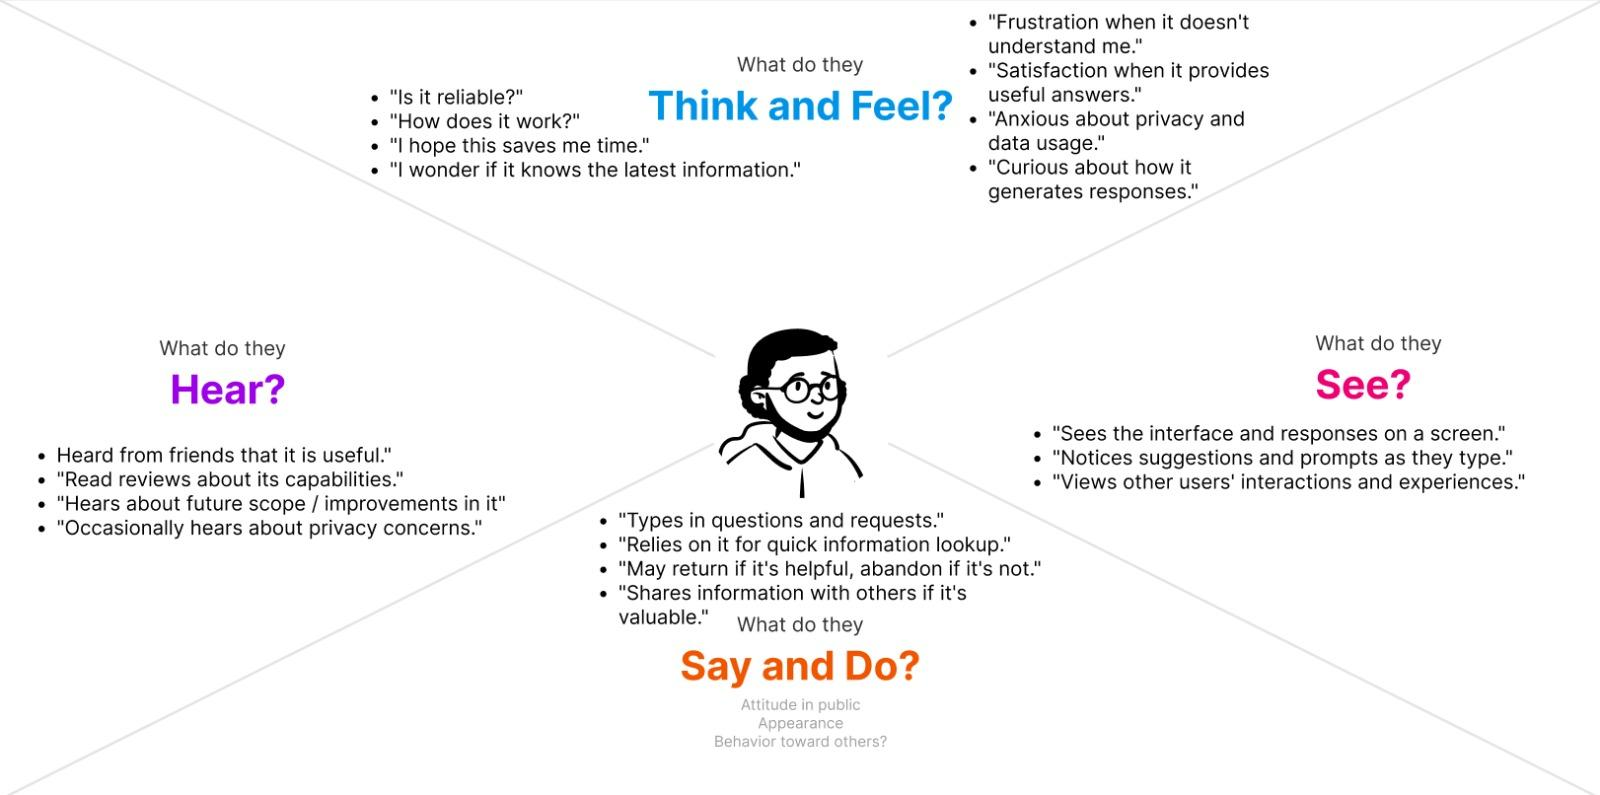 What do they
Think and Feel?
• "Is it reliable?"
• "How does it work?"
• "I hope this saves me time."
• "I wonder if it knows the latest information."
• "Frustration when it doesn't
understand me."
• "Satisfaction when it provides
useful answers."
• "Anxious about privacy and
data usage."
• "Curious about how it
generates responses."
What do they
Hear?
• Heard from friends that it is useful."
• "Read reviews about its capabilities."
• "Hears about future scope / improvements in it"
• "Occasionally hears about privacy concerns."
What do they
See?
• "Sees the interface and responses on a screen."
• "Notices suggestions and prompts as they type."
• "Views other users' interactions and experiences."
• "Types in questions and requests."
• "Relies on it for quick information lookup."
• "May return if it's helpful, abandon if it's not."
• "Shares information with others if it's
valuable."
What do they
Say and Do?
Attitude in public
Appearance
Behavior toward others?